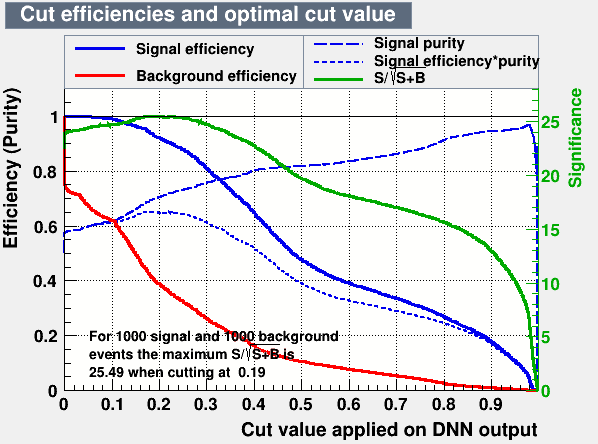 Cut efficiencies and optimal cut value
Signal efficiency
Background efficiency
Signal purity
Signal efficiency*purity
S/√S+B
Efficiency (Purity)
1
0.8
0.6
0.4
0.2
0
For 1000 signal and 1000 background
events the maximum S/√S+B is
25.49 when cutting at 0.19
0 0.1 0.2 0.3 0.4 0.5 0.6 0.7 0.8 0.9
Cut value applied on DNN output
25
20
15
10
5
0
Significance